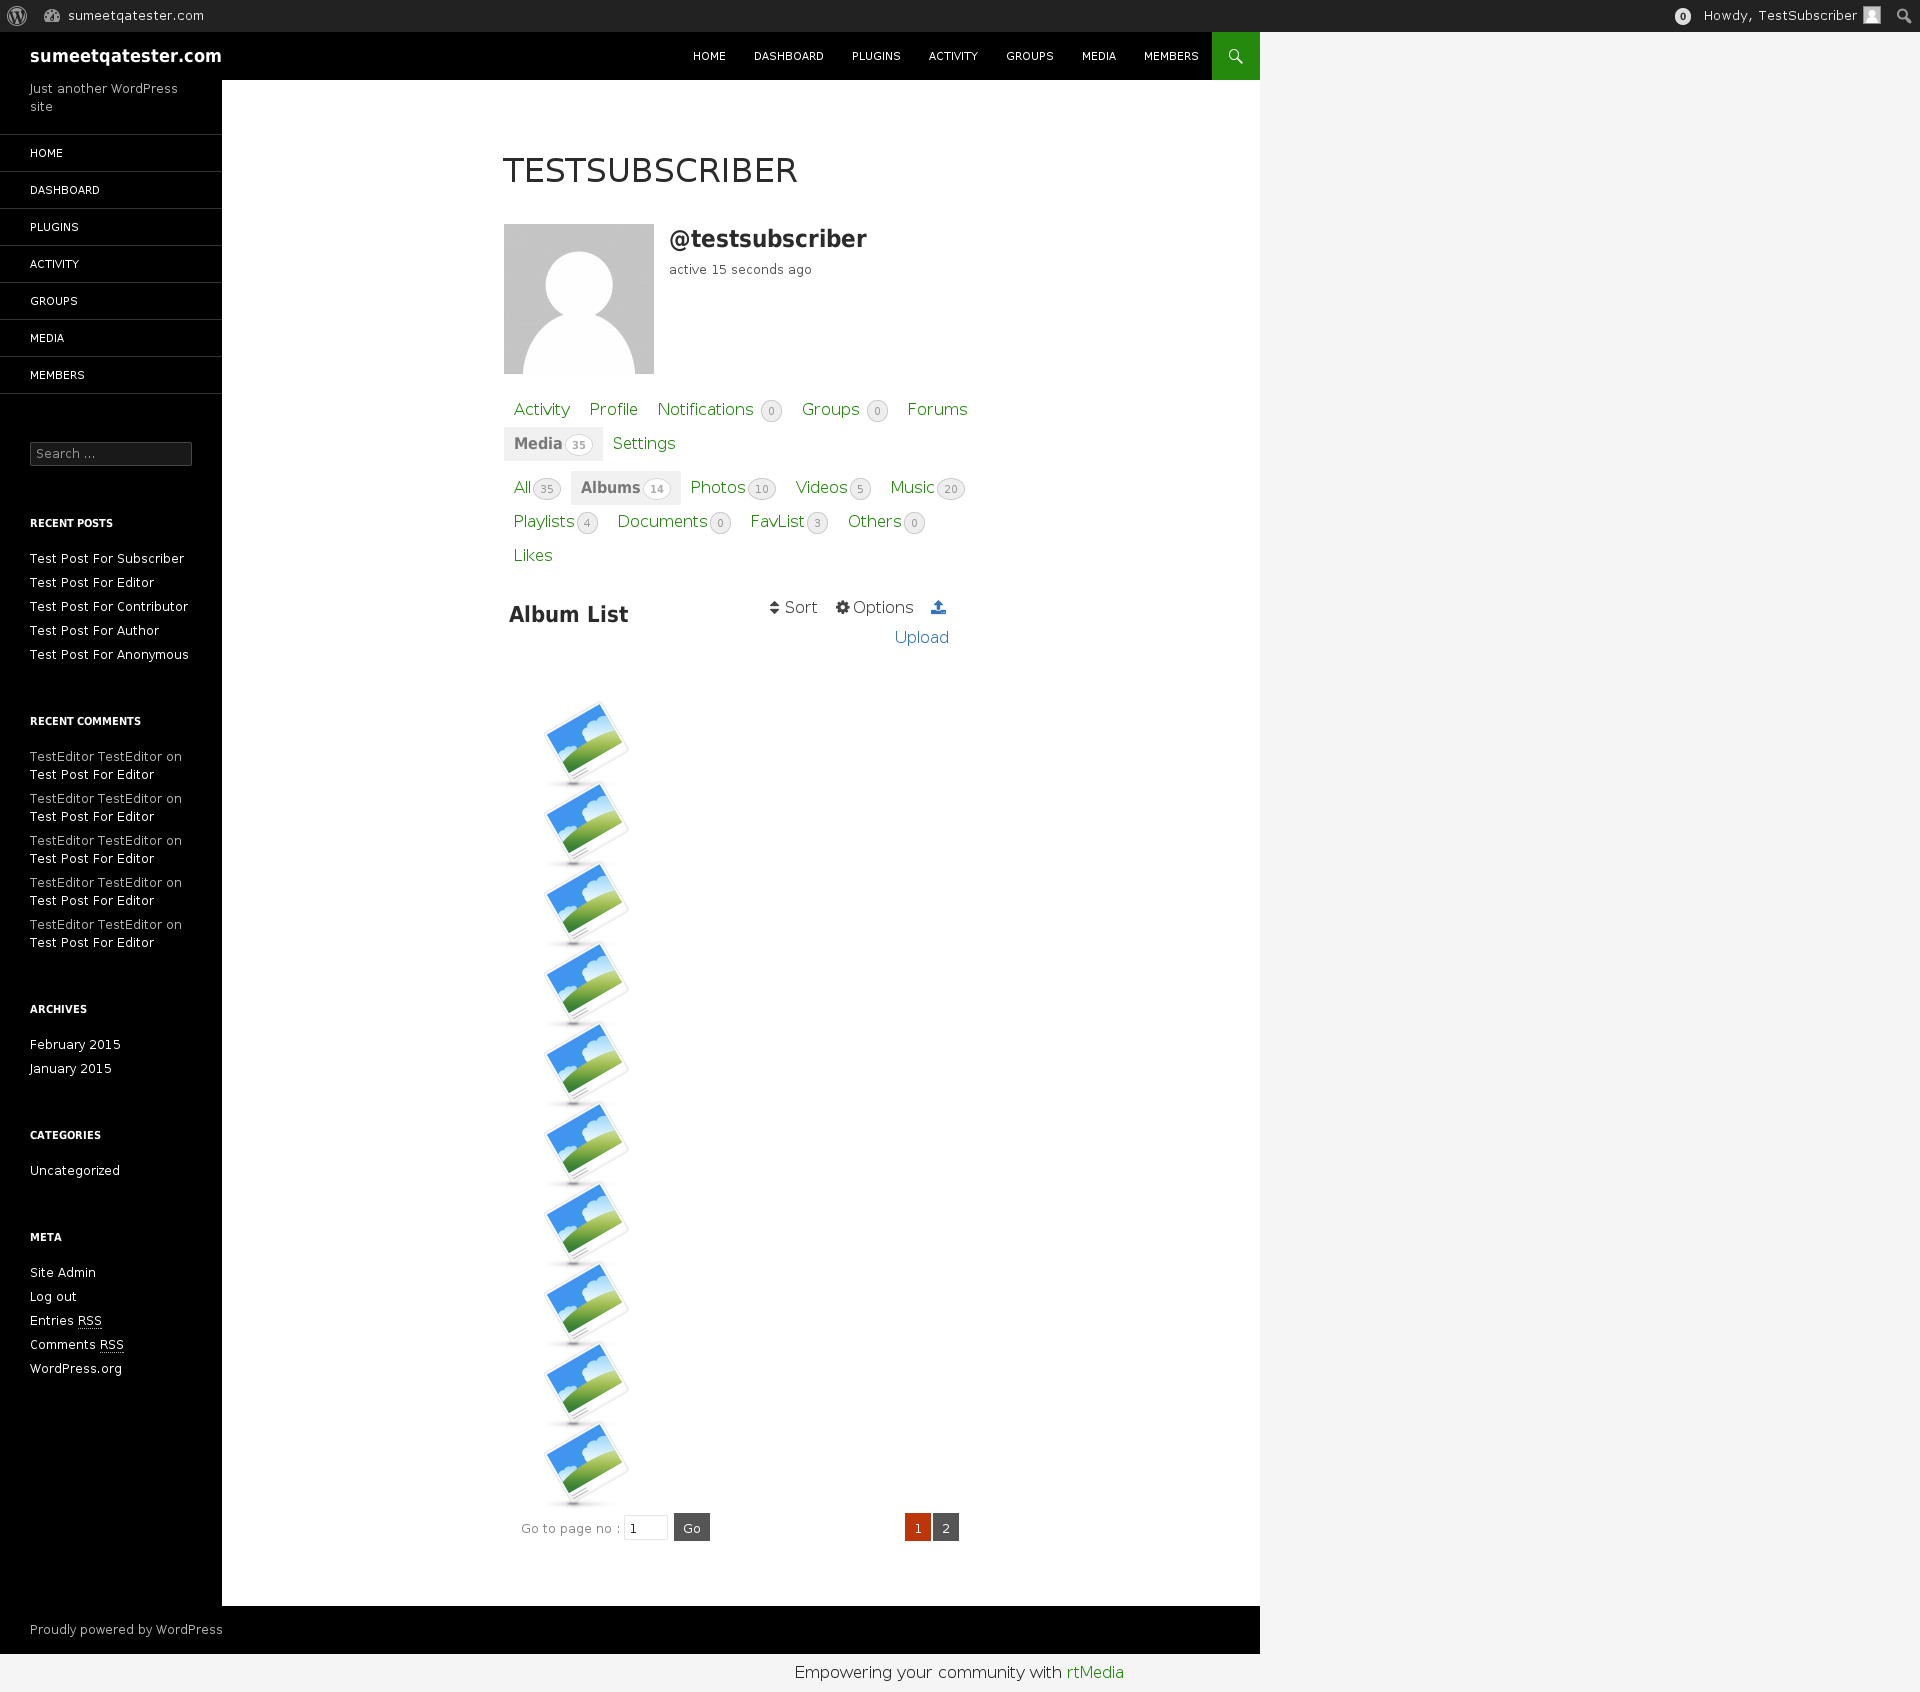 sumeetqatester.com
0 Howdy, TestSubscriber
sumeetqatester.com
HOME DASHBOARD PLUGINS ACTIVITY GROUPS MEDIA MEMBERS
Just another WordPress
site
HOME
DASHBOARD
PLUGINS
ACTIVITY
GROUPS
MEDIA
MEMBERS
Search ...
RECENT POSTS
Test Post For Subscriber
Test Post For Editor
Test Post For Contributor
Test Post For Author
Test Post For Anonymous
RECENT COMMENTS
TestEditor TestEditor on
Test Post For Editor
TestEditor TestEditor on
Test Post For Editor
TestEditor TestEditor on
Test Post For Editor
TestEditor TestEditor on
Test Post For Editor
TestEditor TestEditor on
Test Post For Editor
ARCHIVES
February 2015
January 2015
CATEGORIES
Uncategorized
META
Site Admin
Log out
Entries RSS
Comments RSS
WordPress.org
TESTSUBSCRIBER
@testsubscriber
active 15 seconds ago
Activity Profile Notifications 0 Groups 0 Forums
Media 35 Settings
All 35 Albums 14 Photos 10 Videos 5 Music 20
Playlists 4 Documents 0 FavList 3 Others 0
Likes
Album List
Sort Options
Upload
Go to page no : 1 Go 1 2
Proudly powered by WordPress
Empowering your community with rtMedia